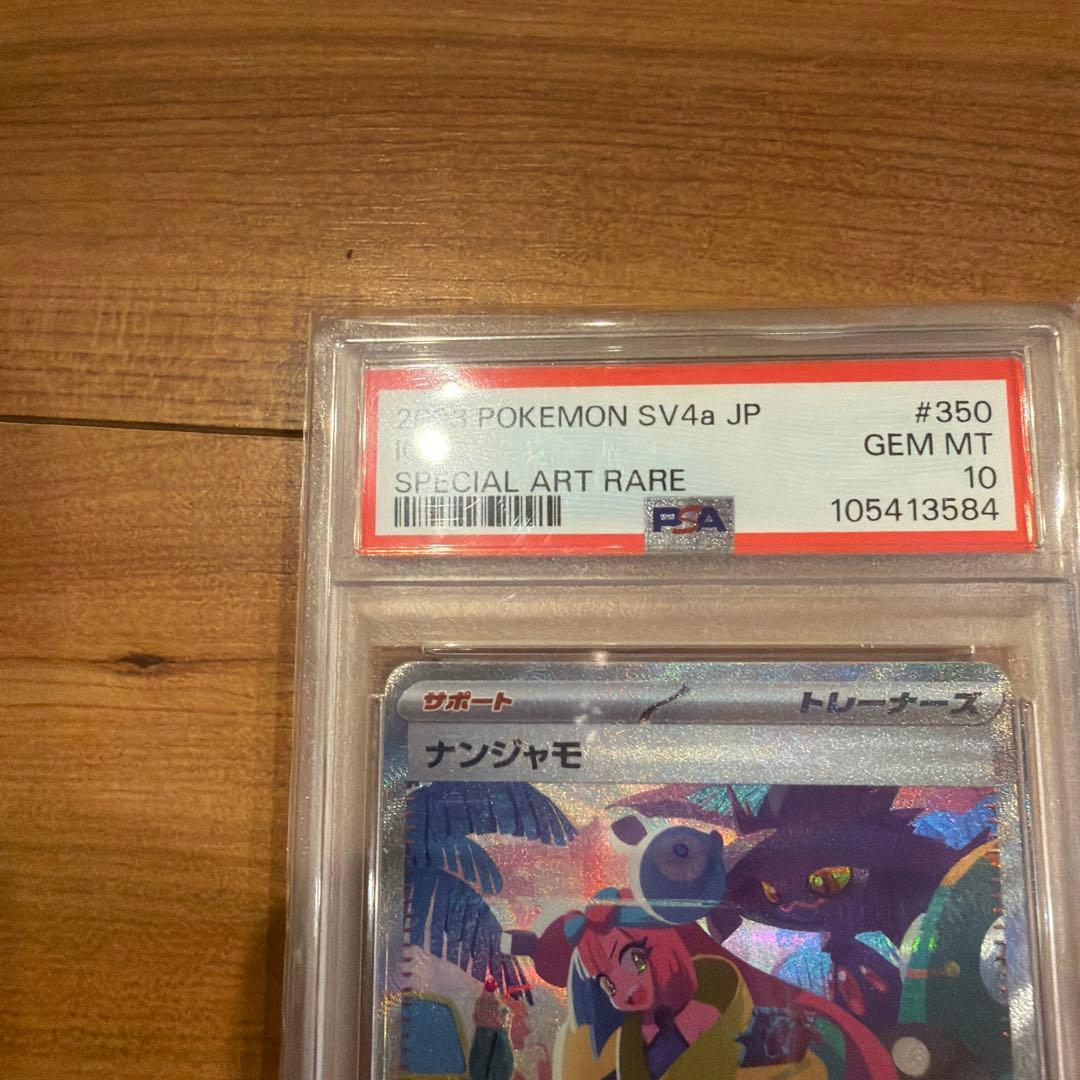 POKEMON SV4a JP #350
GEM MT
SPECIAL ART RARE 10
PSA 105413584
サポート トレーナーズ
ナンジャモ